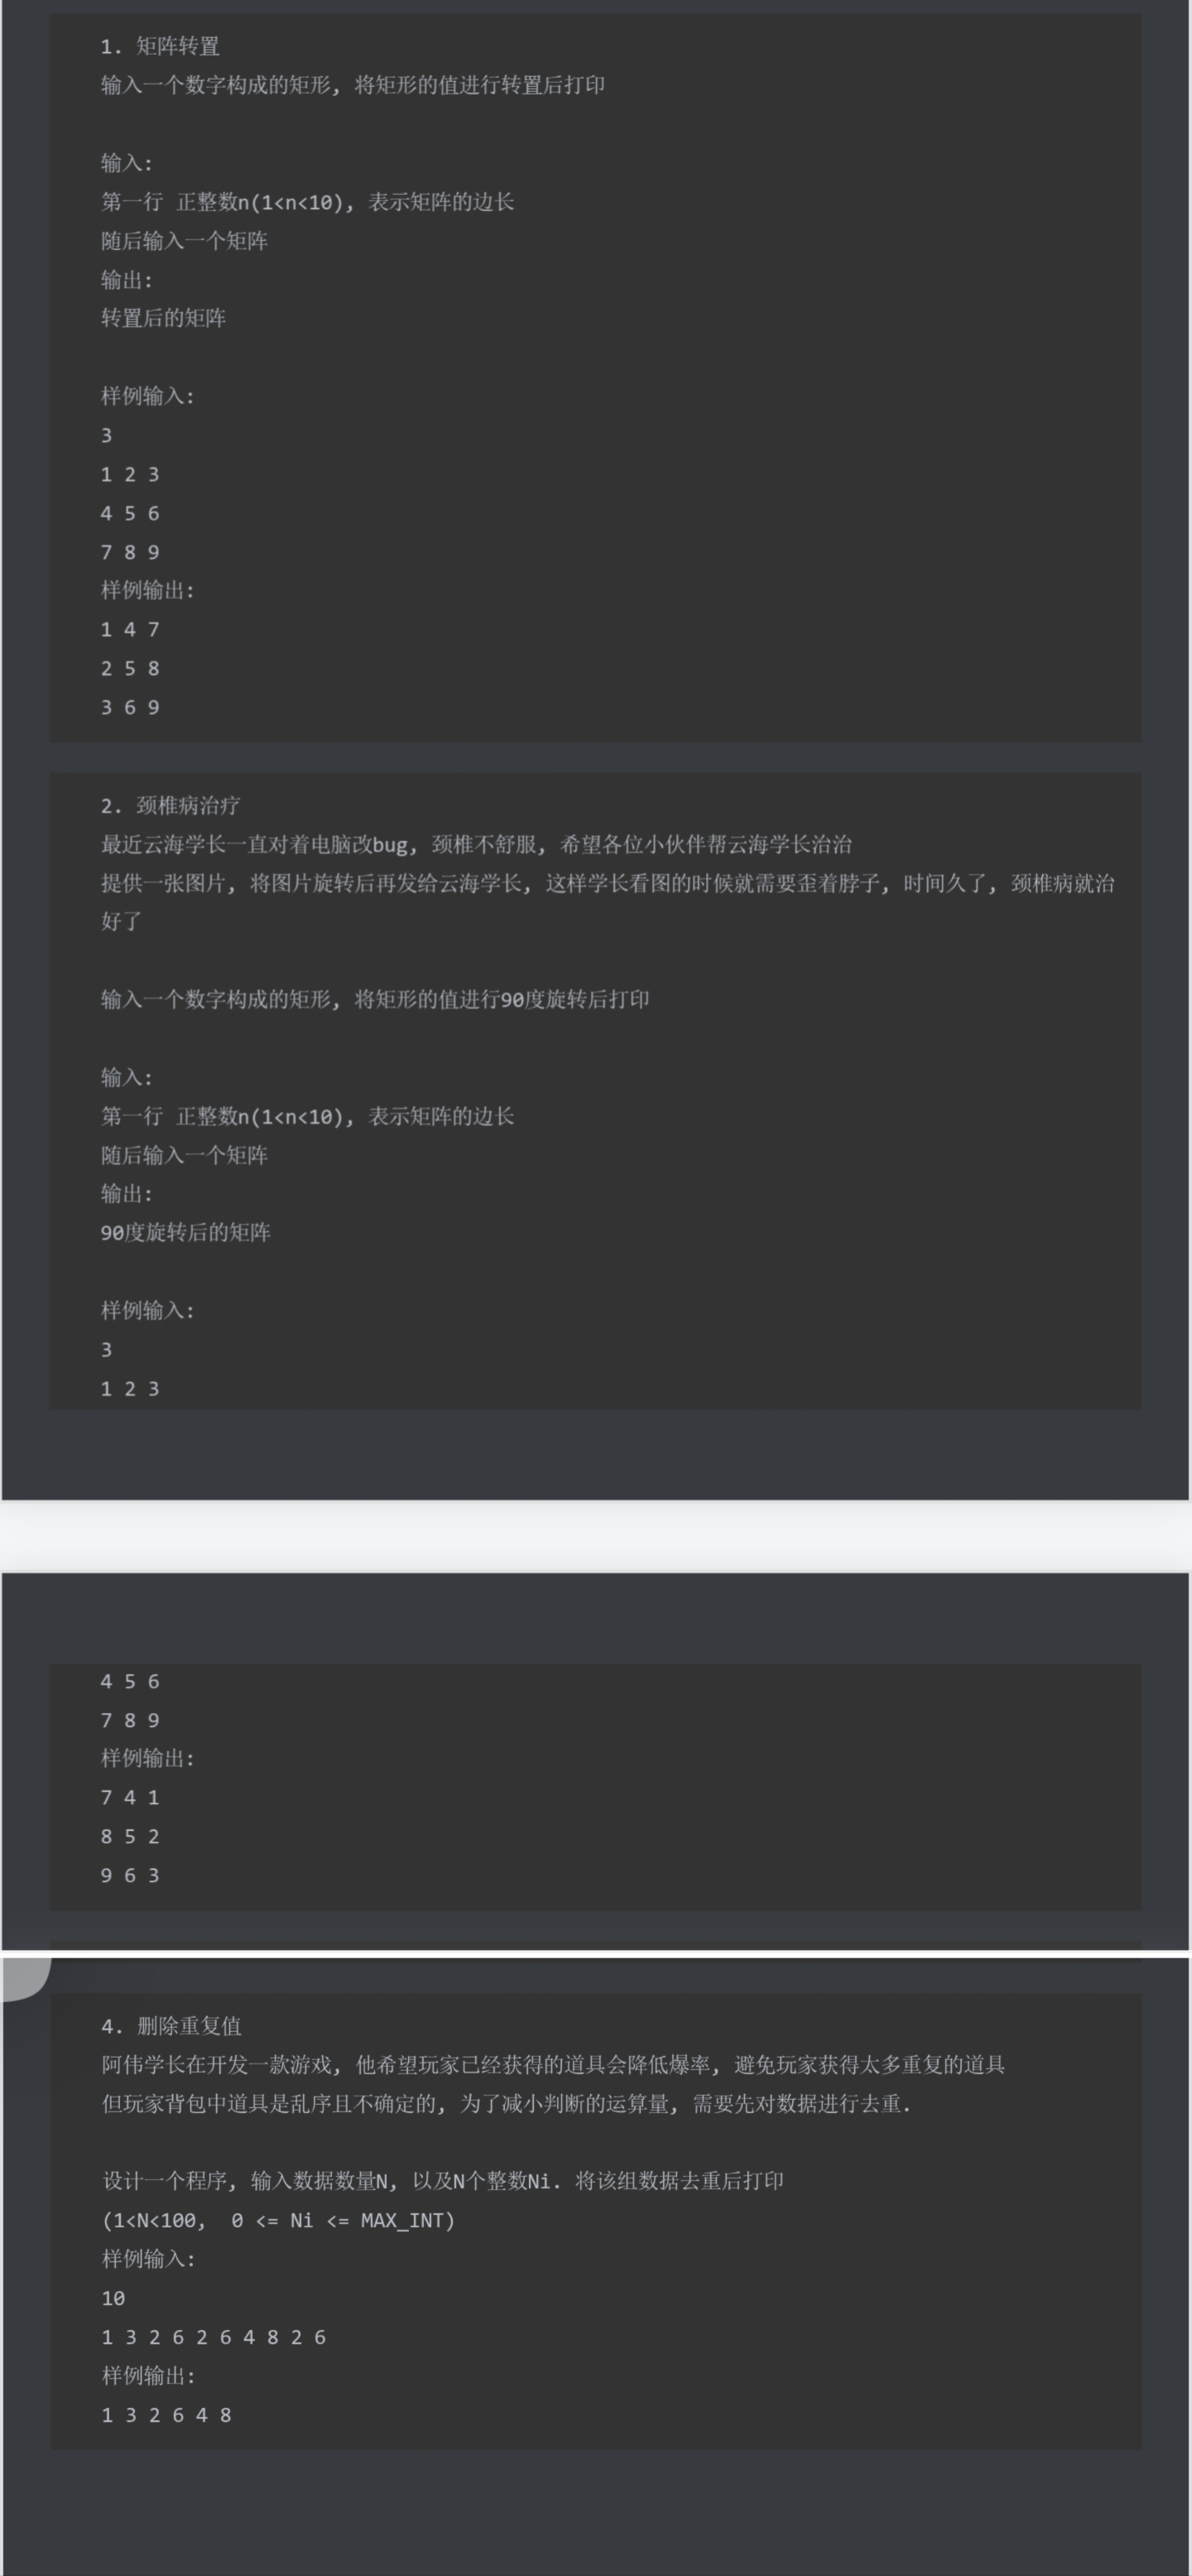 1. 矩阵转置
输入一个数字构成的矩形, 将矩形的值进行转置后打印
输入:
第一行 正整数n(1<n<10), 表示矩阵的边长
随后输入一个矩阵
输出:
转置后的矩阵
样例输入:
3
1 2 3
4 5 6
7 8 9
样例输出:
1 4 7
2 5 8
3 6 9
2. 颈椎病治疗
最近云海学长一直对着电脑改bug, 颈椎不舒服, 希望各位小伙伴帮云海学长治治
提供一张图片, 将图片旋转后再发给云海学长, 这样学长看图的时候就需要歪着脖子, 时间久了, 颈椎病就治
好了
输入一个数字构成的矩形, 将矩形的值进行90度旋转后打印
输入:
第一行 正整数n(1<n<10), 表示矩阵的边长
随后输入一个矩阵
输出:
90度旋转后的矩阵
样例输入:
3
1 2 3
4 5 6
7 8 9
样例输出:
7 4 1
8 5 2
9 6 3
4. 删除重复值
阿伟学长在开发一款游戏, 他希望玩家已经获得的道具会降低爆率, 避免玩家获得太多重复的道具
但玩家背包中道具是乱序且不确定的, 为了减小判断的运算量, 需要先对数据进行去重.
设计一个程序, 输入数据数量N, 以及N个整数Ni. 将该组数据去重后打印
(1<N<100, 0 <= Ni <= MAX_INT)
样例输入:
10
1 3 2 6 2 6 4 8 2 6
样例输出:
1 3 2 6 4 8